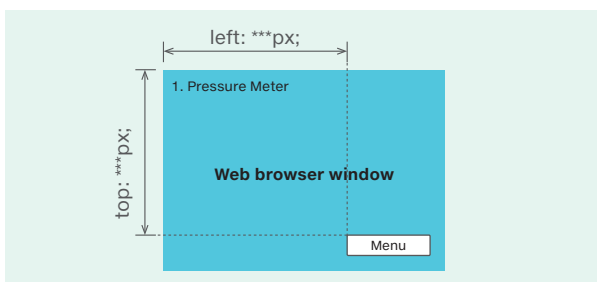 left: ***px;
1. Pressure Meter
top: ***px;
Web browser window
Menu